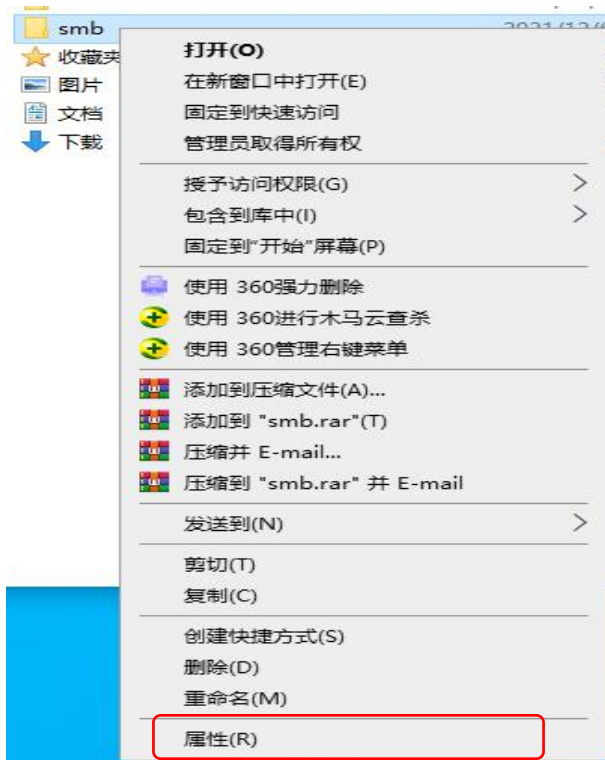 smb
2021/12/6
收藏夹
图片
文档
下载
打开(O)
在新窗口中打开(E)
固定到快速访问
管理员取得所有权
授予访问权限(G)
包含到库中(I)
固定到"开始"屏幕(P)
使用 360强力删除
使用 360进行木马云查杀
使用 360管理右键菜单
添加到压缩文件(A)...
添加到 "smb.rar"(T)
压缩并 E-mail...
压缩到 "smb.rar" 并 E-mail
发送到(N)
剪切(T)
复制(C)
创建快捷方式(S)
删除(D)
重命名(M)
属性(R)